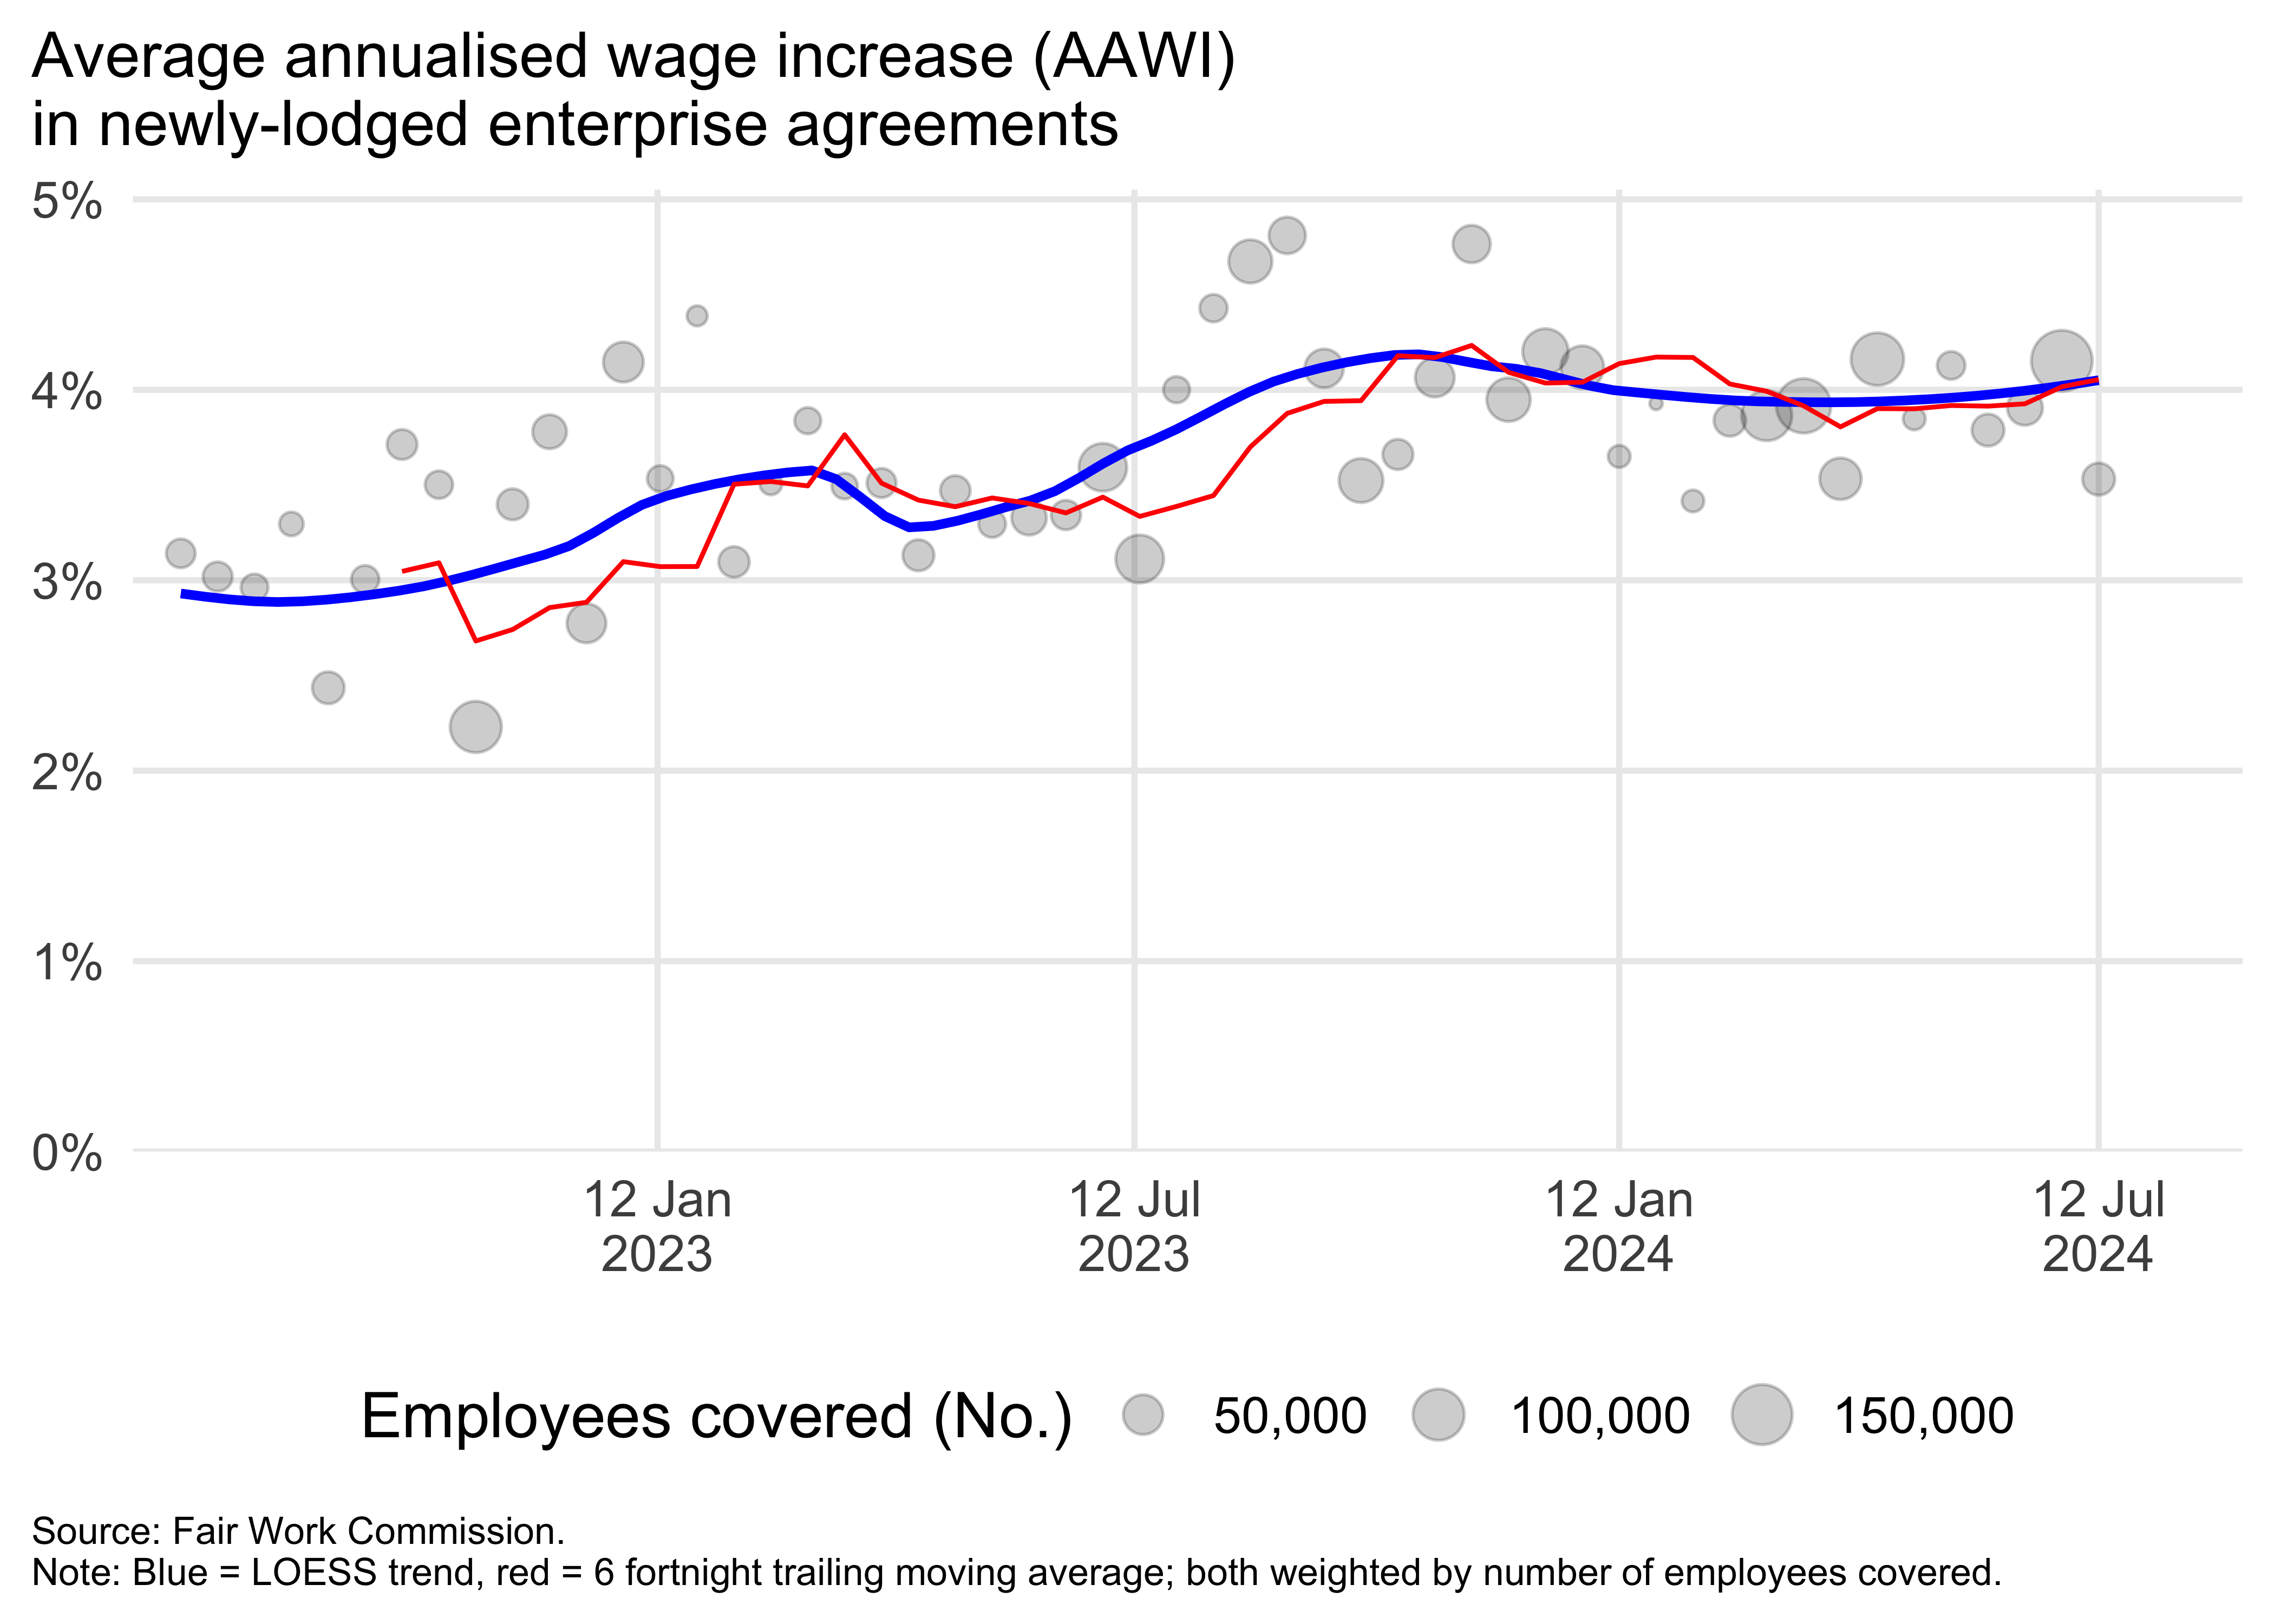 Average annualised wage increase (AAWI)
in newly-lodged enterprise agreements
5%
4%
3%
2%
1%
0%
12 Jan
2023
12 Jul
2023
12 Jan
2024
12 Jul
2024
Employees covered (No.) 50,000 100,000 150,000
Source: Fair Work Commission.
Note: Blue = LOESS trend, red = 6 fortnight trailing moving average; both weighted by number of employees covered.